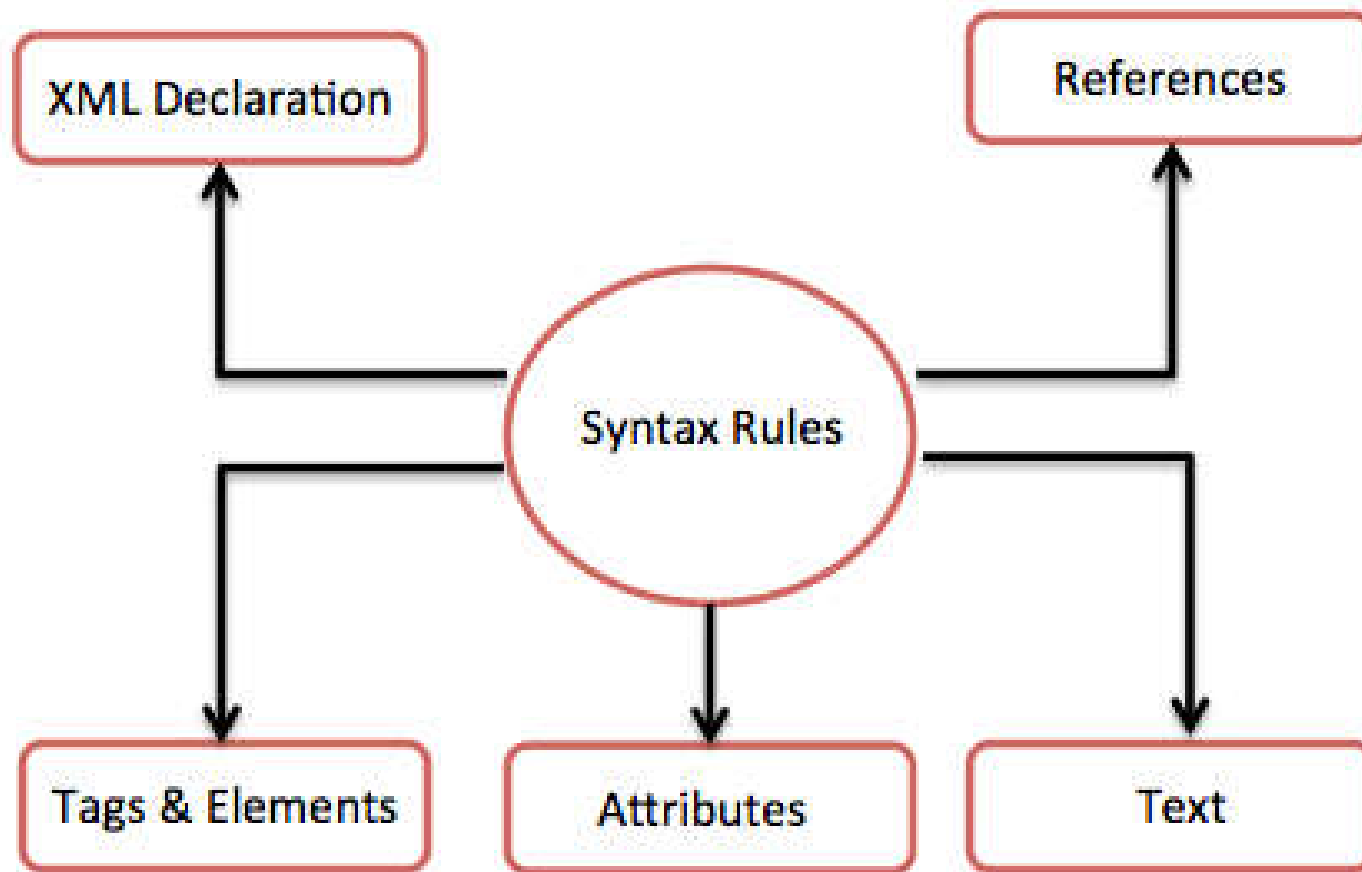 XML Declaration
References
Syntax Rules
Tags & Elements
Attributes
Text